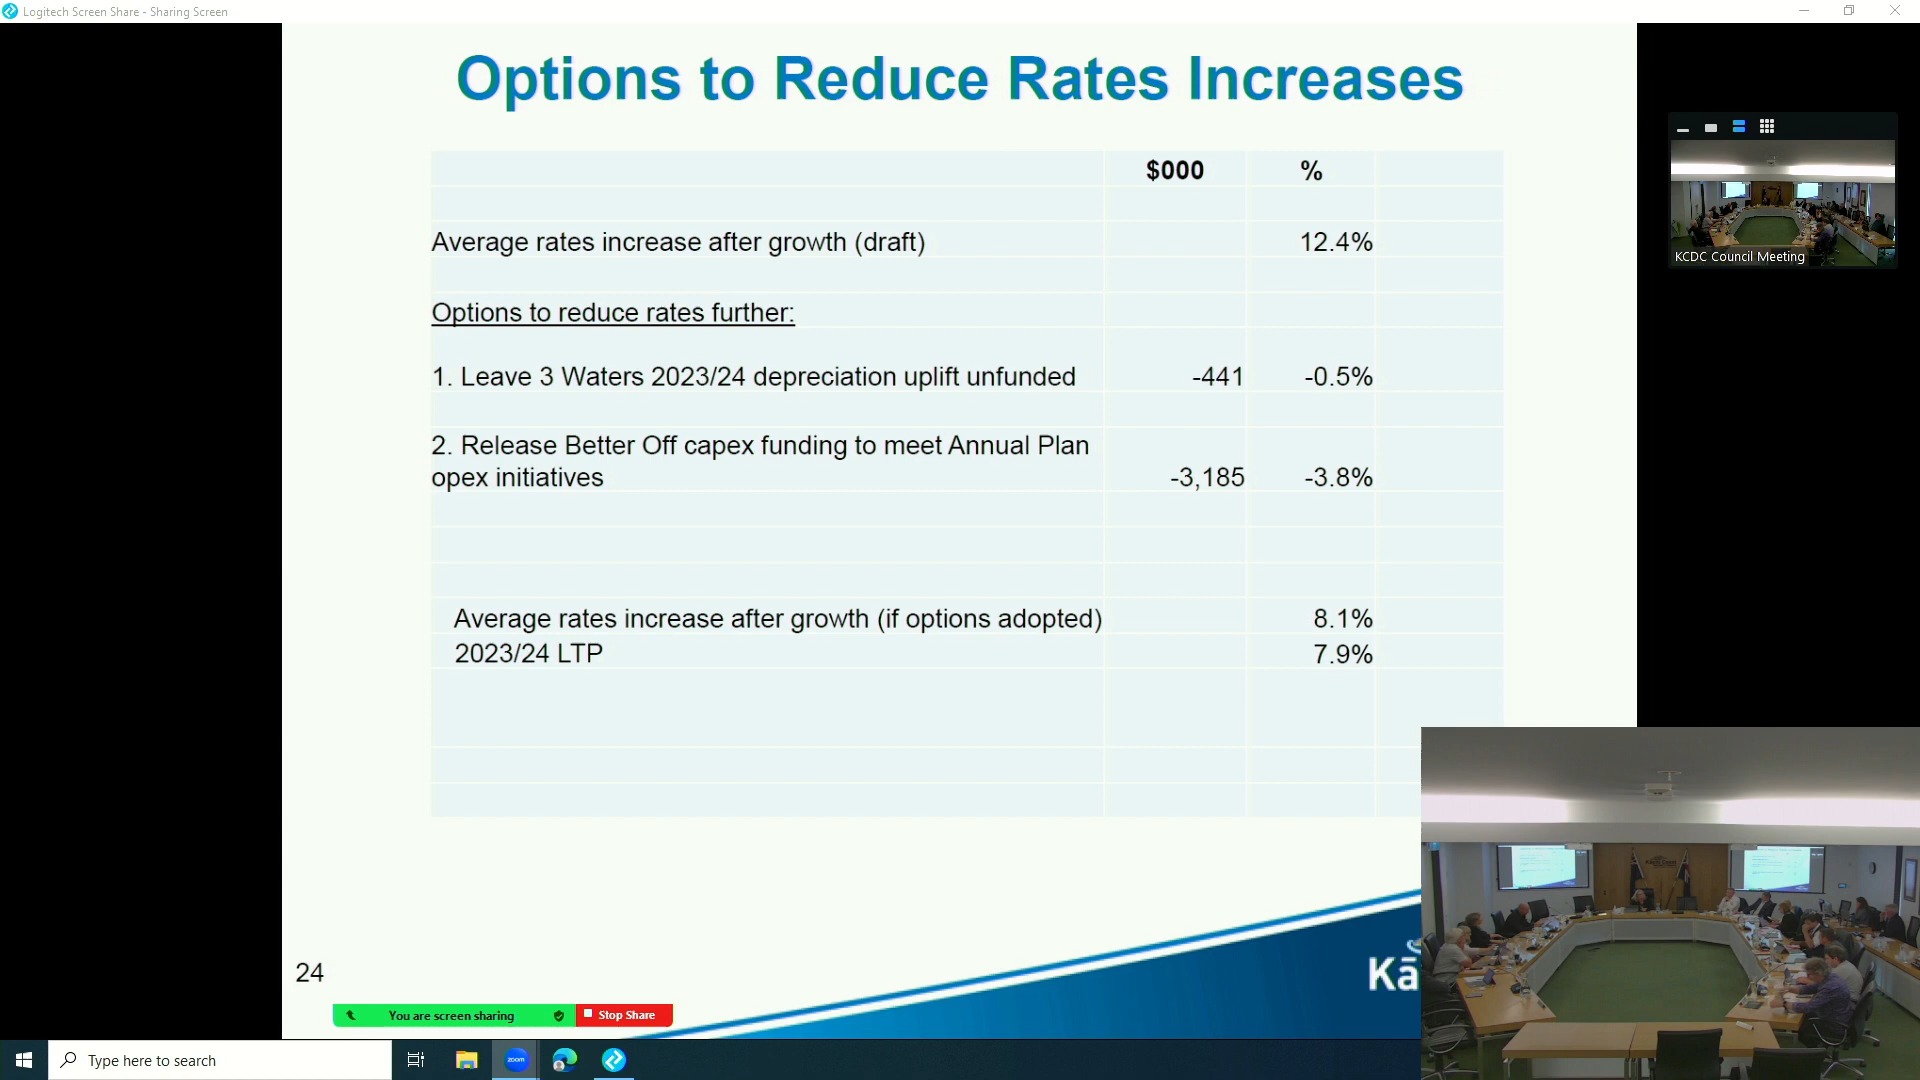 Logitech Screen Share - Sharing Screen
Options to Reduce Rates Increases
$000 %
Average rates increase after growth (draft) 12.4%
Options to reduce rates further:
1. Leave 3 Waters 2023/24 depreciation uplift unfunded -441 -0.5%
2. Release Better Off capex funding to meet Annual Plan
opex initiatives -3,185 -3.8%
Average rates increase after growth (if options adopted) 8.1%
2023/24 LTP 7.9%
KCDC Council Meeting
24
Kā
You are screen sharing
Stop Share
Type here to search
zoom